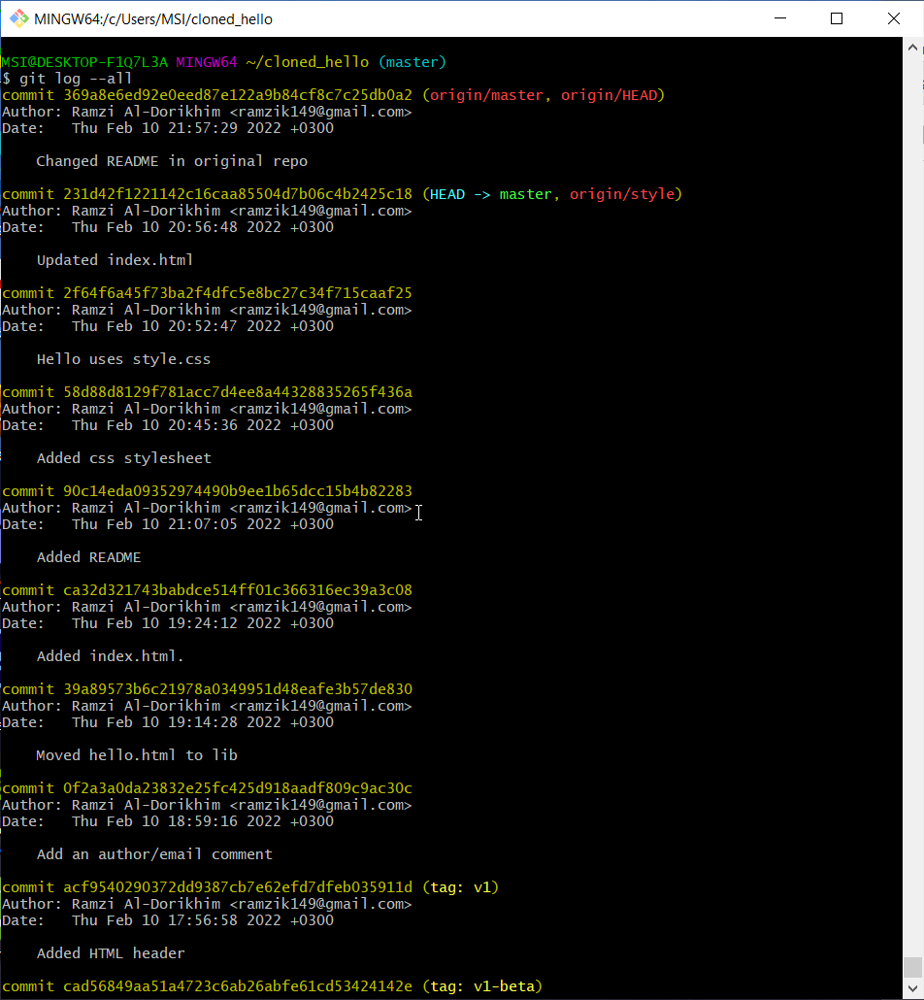 MINGW64:/c/Users/MSI/cloned_hello
MSI@DESKTOP-F1Q7L3A MINGW64 ~/cloned_hello (master)
$ git log --all
commit 369a8e6ed92e0eed87e122a9b84cf8c7c25db0a2 (origin/master, origin/HEAD)
Author: Ramzi Al-Dorikhim <ramzik149@gmail.com>
Date:   Thu Feb 10 21:57:29 2022 +0300
Changed README in original repo
commit 231d42f1221142c16caa85504d7b06c4b2425c18 (HEAD -> master, origin/style)
Author: Ramzi Al-Dorikhim <ramzik149@gmail.com>
Date:   Thu Feb 10 20:56:48 2022 +0300
Updated index.html
commit 2f64f6a45f73ba2f4dfc5e8bc27c34f715caaf25
Author: Ramzi Al-Dorikhim <ramzik149@gmail.com>
Date:   Thu Feb 10 20:52:47 2022 +0300
Hello uses style.css
commit 58d88d8129f781acc7d4ee8a44328835265f436a
Author: Ramzi Al-Dorikhim <ramzik149@gmail.com>
Date:   Thu Feb 10 20:45:36 2022 +0300
Added css stylesheet
commit 90c14eda09352974490b9ee1b65dcc15b4b82283
Author: Ramzi Al-Dorikhim <ramzik149@gmail.com>
Date:   Thu Feb 10 21:07:05 2022 +0300
Added README
commit ca32d321743babdce514ff01c366316ec39a3c08
Author: Ramzi Al-Dorikhim <ramzik149@gmail.com>
Date:   Thu Feb 10 19:24:12 2022 +0300
Added index.html.
commit 39a89573b6c21978a0349951d48eafe3b57de830
Author: Ramzi Al-Dorikhim <ramzik149@gmail.com>
Date:   Thu Feb 10 19:14:28 2022 +0300
Moved hello.html to lib
commit 0f2a3a0da23832e25fc425d918aadf809c9ac30c
Author: Ramzi Al-Dorikhim <ramzik149@gmail.com>
Date:   Thu Feb 10 18:59:16 2022 +0300
Add an author/email comment
commit acf9540290372dd9387cb7e62efd7dfeb035911d (tag: v1)
Author: Ramzi Al-Dorikhim <ramzik149@gmail.com>
Date:   Thu Feb 10 17:56:58 2022 +0300
Added HTML header
commit cad56849aa51a4723c6ab26abfe61cd53424142e (tag: v1-beta)